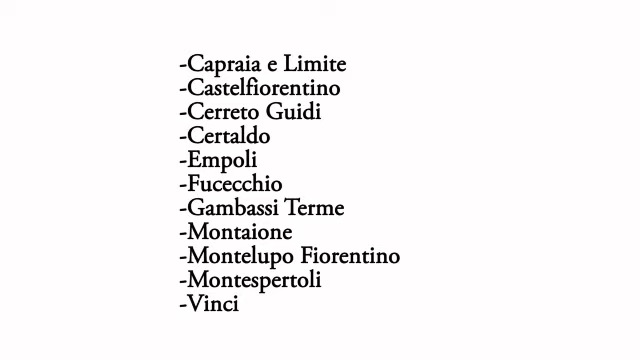 -Capraia e Limite
-Castelfiorentino
-Cerreto Guidi
-Certaldo
-Empoli
-Fucecchio
-Gambassi Terme
-Montaione
-Montelupo Fiorentino
-Montespertoli
-Vinci